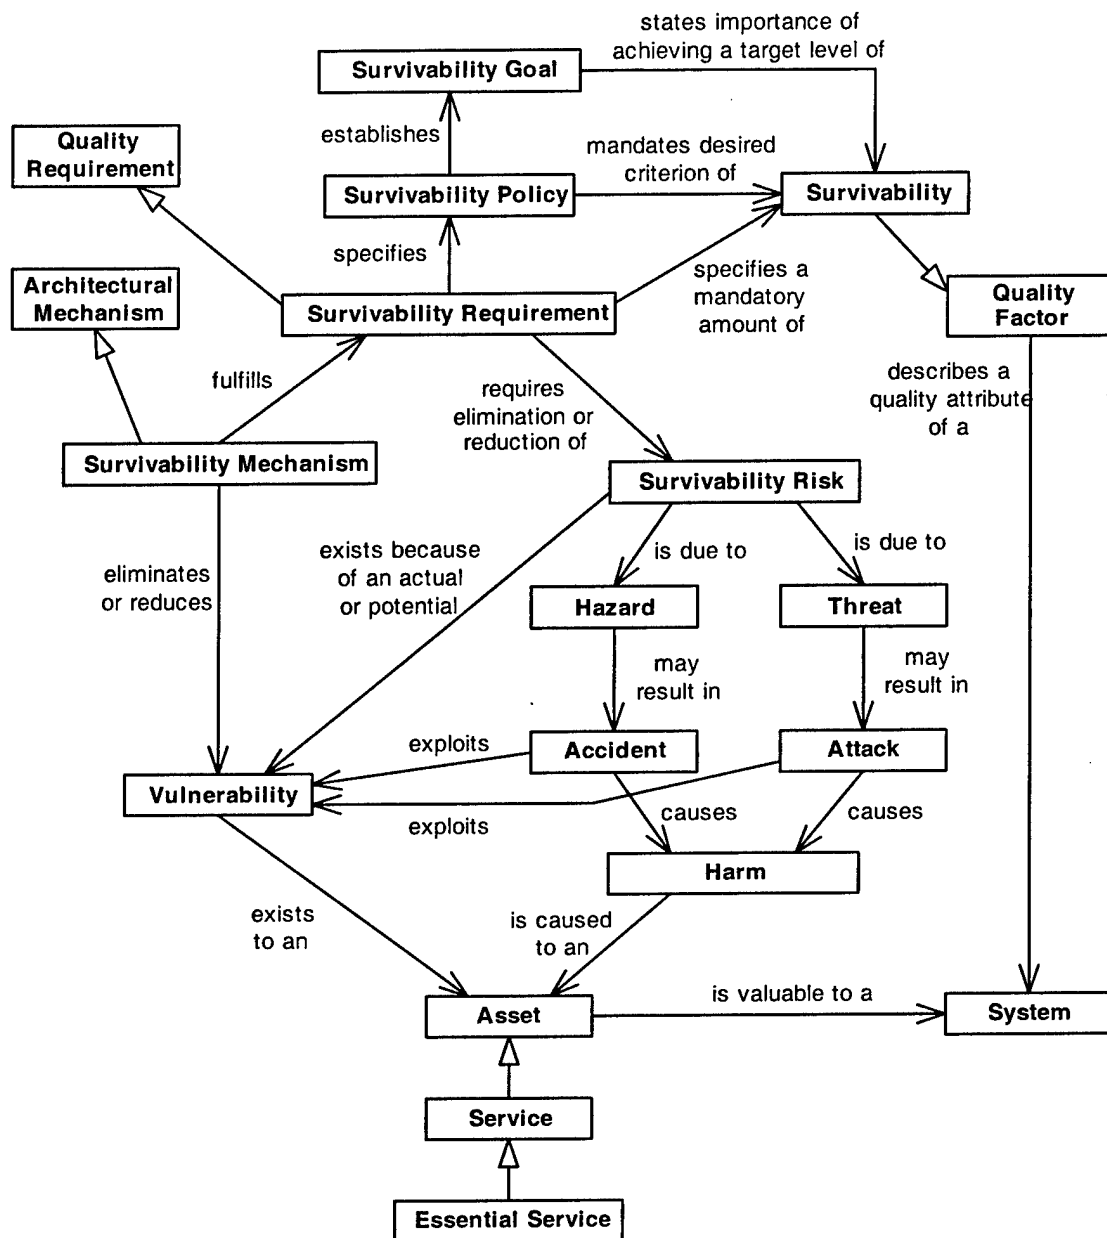 states importance of
achieving a target level of
Survivability Goal
establishes
Quality
Requirement
mandates desired
criterion of
Survivability Policy
Survivability
specifies
specifies a
mandatory
amount of
Architectural
Mechanism
Survivability Requirement
Quality
Factor
fulfills
requires
elimination or
reduction of
describes a
quality attribute
of a
Survivability Mechanism
Survivability Risk
eliminates
or reduces
exists because
of an actual
or potential
is due to
is due to
Hazard
Threat
may
result in
may
result in
exploits
Accident
Attack
Vulnerability
exploits
causes
causes
Harm
exists
to an
is caused
to an
Asset
is valuable to a
System
Service
Essential Service